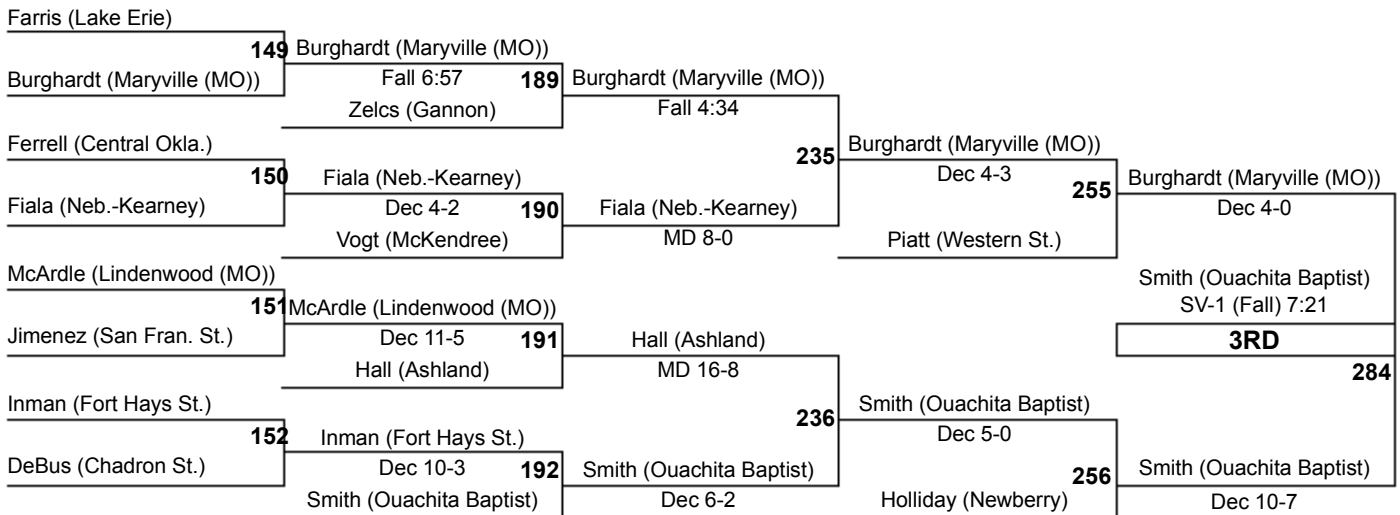 Farris (Lake Erie)
149
Burghardt (Maryville (MO))
Burghardt (Maryville (MO))
Fall 6:57
189
Zelcs (Gannon)
Burghardt (Maryville (MO))
Fall 4:34
Ferrell (Central Okla.)
150
Fiala (Neb.-Kearney)
Fiala (Neb.-Kearney)
Dec 4-2
190
Vogt (McKendree)
Fiala (Neb.-Kearney)
MD 8-0
235
Burghardt (Maryville (MO))
Dec 4-3
255
Piatt (Western St.)
Burghardt (Maryville (MO))
Dec 4-0
McArdle (Lindenwood (MO))
151
Jimenez (San Fran. St.)
McArdle (Lindenwood (MO))
Dec 11-5
191
Hall (Ashland)
Hall (Ashland)
MD 16-8
Smith (Ouachita Baptist)
SV-1 (Fall) 7:21
3RD
284
Inman (Fort Hays St.)
152
DeBus (Chadron St.)
Inman (Fort Hays St.)
Dec 10-3
192
Smith (Ouachita Baptist)
Smith (Ouachita Baptist)
Dec 6-2
236
Smith (Ouachita Baptist)
Dec 5-0
256
Holliday (Newberry)
Smith (Ouachita Baptist)
Dec 10-7